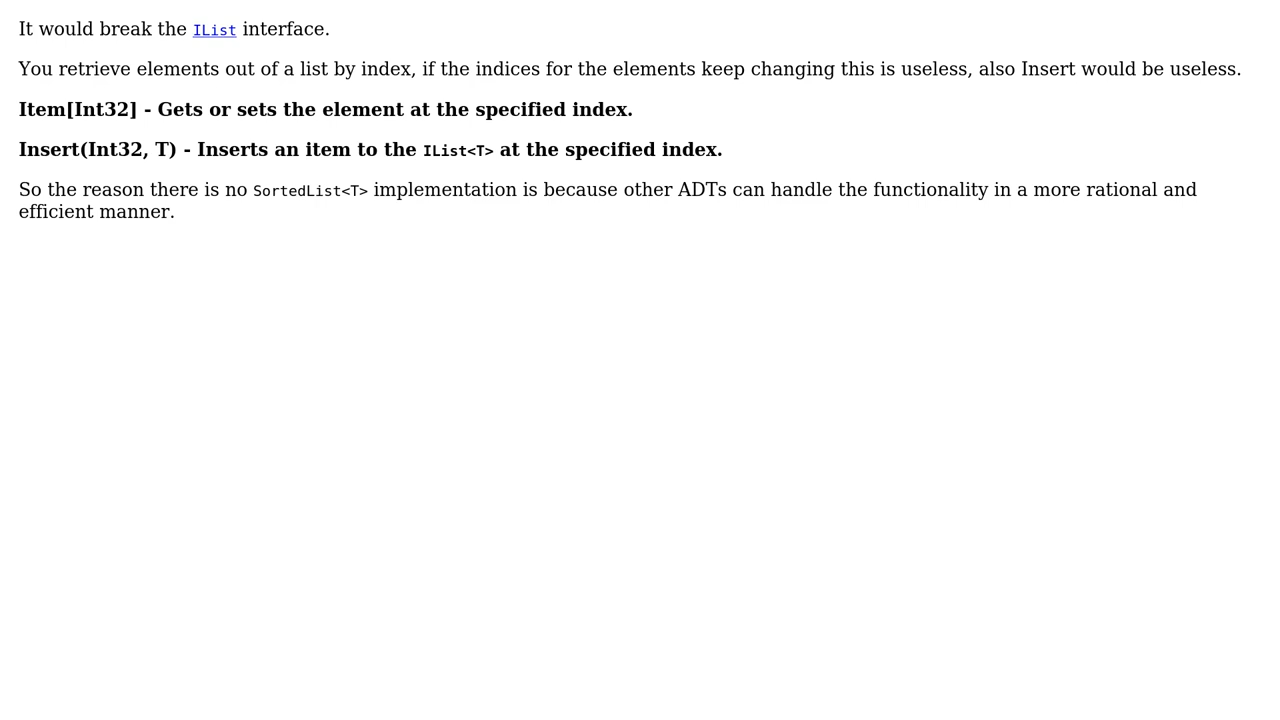 It would break the IList interface.
You retrieve elements out of a list by index, if the indices for the elements keep changing this is useless, also Insert would be useless.
Item[Int32] - Gets or sets the element at the specified index.
Insert(Int32, T) - Inserts an item to the IList<T> at the specified index.
So the reason there is no SortedList<T> implementation is because other ADTs can handle the functionality in a more rational and
efficient manner.